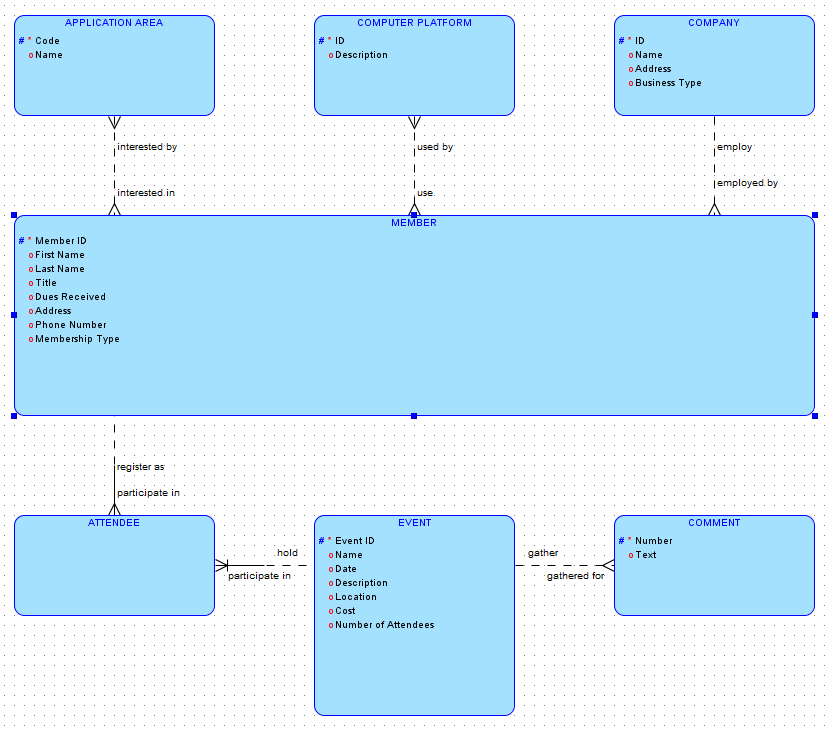 APPLICATION AREA
# * Code
o Name
COMPUTER PLATFORM
# * ID
o Description
COMPANY
# * ID
o Name
o Address
o Business Type
interested by
interested in
used by
use
employ
employed by
MEMBER
# * Member ID
o First Name
o Last Name
o Title
o Dues Received
o Address
o Phone Number
o Membership Type
register as
participate in
ATTENDEE
hold
participate in
EVENT
# * Event ID
o Name
o Date
o Description
o Location
o Cost
o Number of Attendees
gather
gathered for
COMMENT
# * Number
o Text